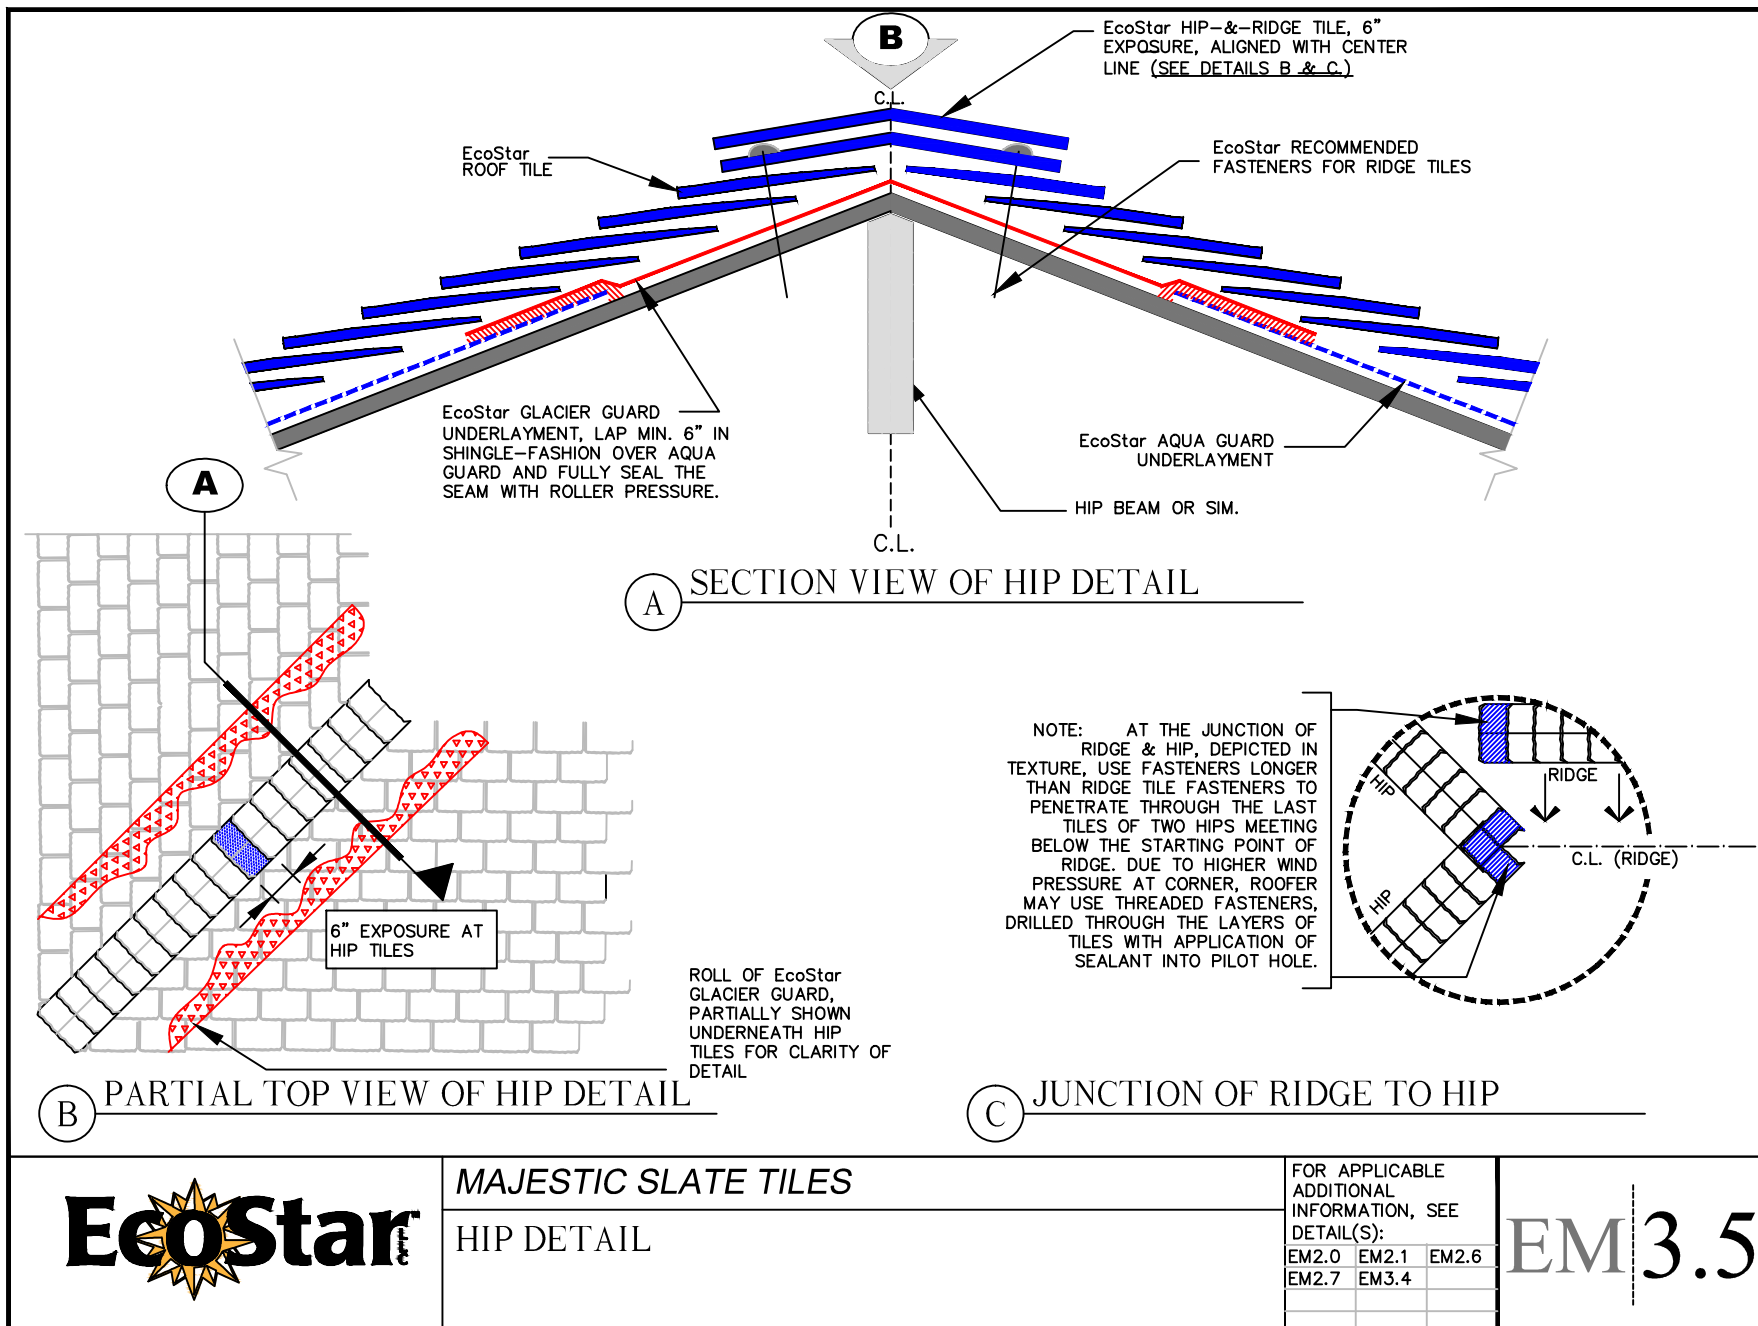 B
C.L.
EcoStar HIP-&-RIDGE TILE, 6"
EXPOSURE, ALIGNED WITH CENTER
LINE (SEE DETAILS B & C.)
EcoStar
ROOF TILE
EcoStar RECOMMENDED
FASTENERS FOR RIDGE TILES
EcoStar GLACIER GUARD
UNDERLAYMENT, LAP MIN. 6" IN
SHINGLE-FASHION OVER AQUA
GUARD AND FULLY SEAL THE
SEAM WITH ROLLER PRESSURE.
EcoStar AQUA GUARD
UNDERLAYMENT
HIP BEAM OR SIM.
C.L.
A SECTION VIEW OF HIP DETAIL
A
6" EXPOSURE AT
HIP TILES
ROLL OF EcoStar
GLACIER GUARD,
PARTIALLY SHOWN
UNDERNEATH HIP
TILES FOR CLARITY OF
DETAIL
B PARTIAL TOP VIEW OF HIP DETAIL
NOTE: AT THE JUNCTION OF
RIDGE & HIP, DEPICTED IN
TEXTURE, USE FASTENERS LONGER
THAN RIDGE TILE FASTENERS TO
PENETRATE THROUGH THE LAST
TILES OF TWO HIPS MEETING
BELOW THE STARTING POINT OF
RIDGE. DUE TO HIGHER WIND
PRESSURE AT CORNER, ROOFER
MAY USE THREADED FASTENERS,
DRILLED THROUGH THE LAYERS OF
TILES WITH APPLICATION OF
SEALANT INTO PILOT HOLE.
HIP
RIDGE
C.L. (RIDGE)
HIP
C JUNCTION OF RIDGE TO HIP
EcoStar
MAJESTIC SLATE TILES
HIP DETAIL
FOR APPLICABLE
ADDITIONAL
INFORMATION, SEE
DETAIL(S):
EM2.0 EM2.1 EM2.6
EM2.7 EM3.4
EM 3.5